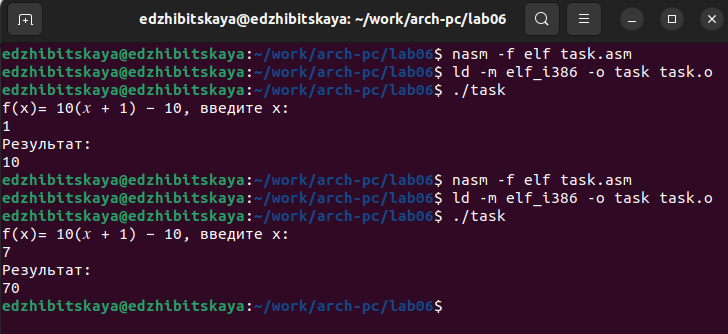 edzhibitskaya@edzhibitskaya: ~/work/arch-pc/lab06
edzhibitskaya@edzhibitskaya:~/work/arch-pc/lab06$ nasm -f elf task.asm
edzhibitskaya@edzhibitskaya:~/work/arch-pc/lab06$ ld -m elf_i386 -o task task.o
edzhibitskaya@edzhibitskaya:~/work/arch-pc/lab06$ ./task
f(x)= 10(𝑥 + 1) − 10, введите x:
1
Результат:
10
edzhibitskaya@edzhibitskaya:~/work/arch-pc/lab06$ nasm -f elf task.asm
edzhibitskaya@edzhibitskaya:~/work/arch-pc/lab06$ ld -m elf_i386 -o task task.o
edzhibitskaya@edzhibitskaya:~/work/arch-pc/lab06$ ./task
f(x)= 10(𝑥 + 1) − 10, введите x:
7
Результат:
70
edzhibitskaya@edzhibitskaya:~/work/arch-pc/lab06$